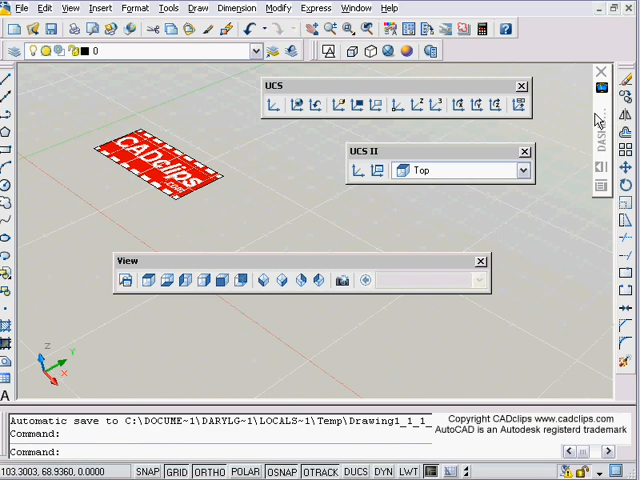 File Edit View Insert Format Tools Draw Dimension Modify Express Window Help
0
UCS
UCS II
Top
CADclips
.com
View
Z
Y
X
Automatic save to C:\DOCUME~1\DARYLG~1\LOCALS~1\Temp\Drawing1_1_1_
Command:
Command:
Copyright CADclips www.cadclips.com
AutoCAD is an Autodesk registerd trademark
103.3003, 68.9360, 0.0000 SNAP GRID ORTHO POLAR OSNAP OTRACK DUCS DYN LWT